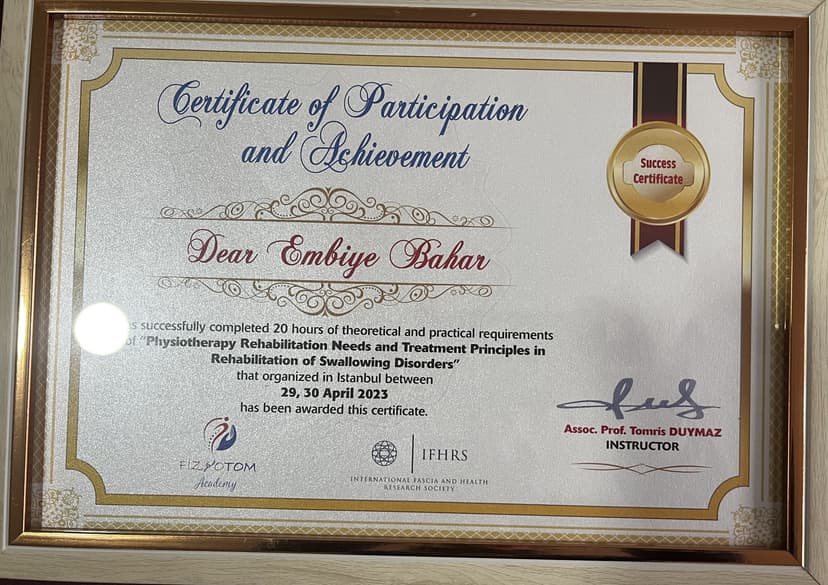 Certificate of Participation
and Achievement
Success
Certificate
Dear Embiye Bahar
successfully completed 20 hours of theoretical and practical requirements
of "Physiotherapy Rehabilitation Needs and Treatment Principles in
Rehabilitation of Swallowing Disorders"
that organized in Istanbul between
29, 30 April 2023
has been awarded this certificate.
Assoc. Prof. Tomris DUYMAZ
INSTRUCTOR
FIZYOTOM
Academy
IFHRS
INTERNATIONAL FASCIA AND HEALTH
RESEARCH SOCIETY